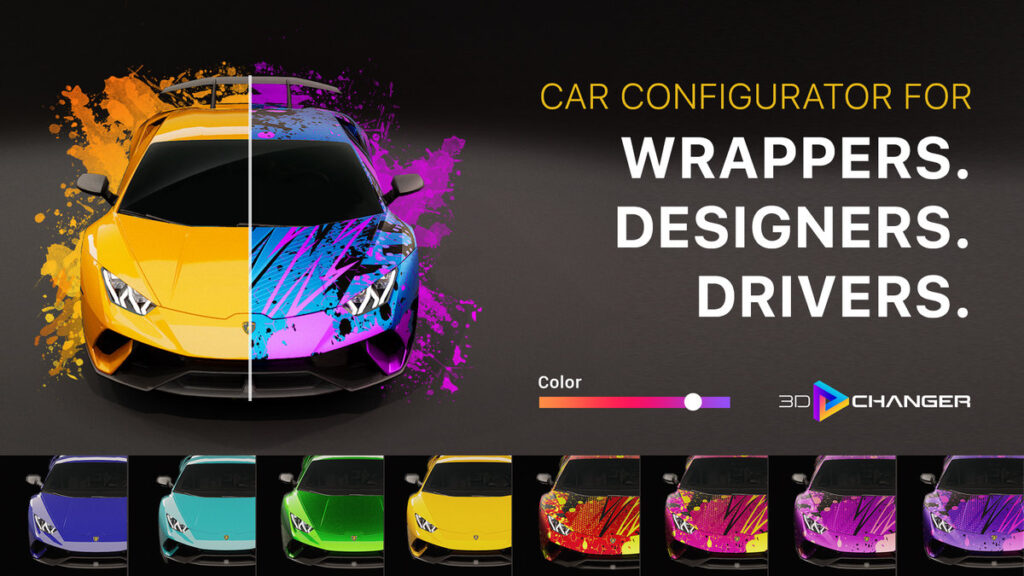 CAR CONFIGURATOR FOR
WRAPPERS.
DESIGNERS.
DRIVERS.
Color
3D CHANGER